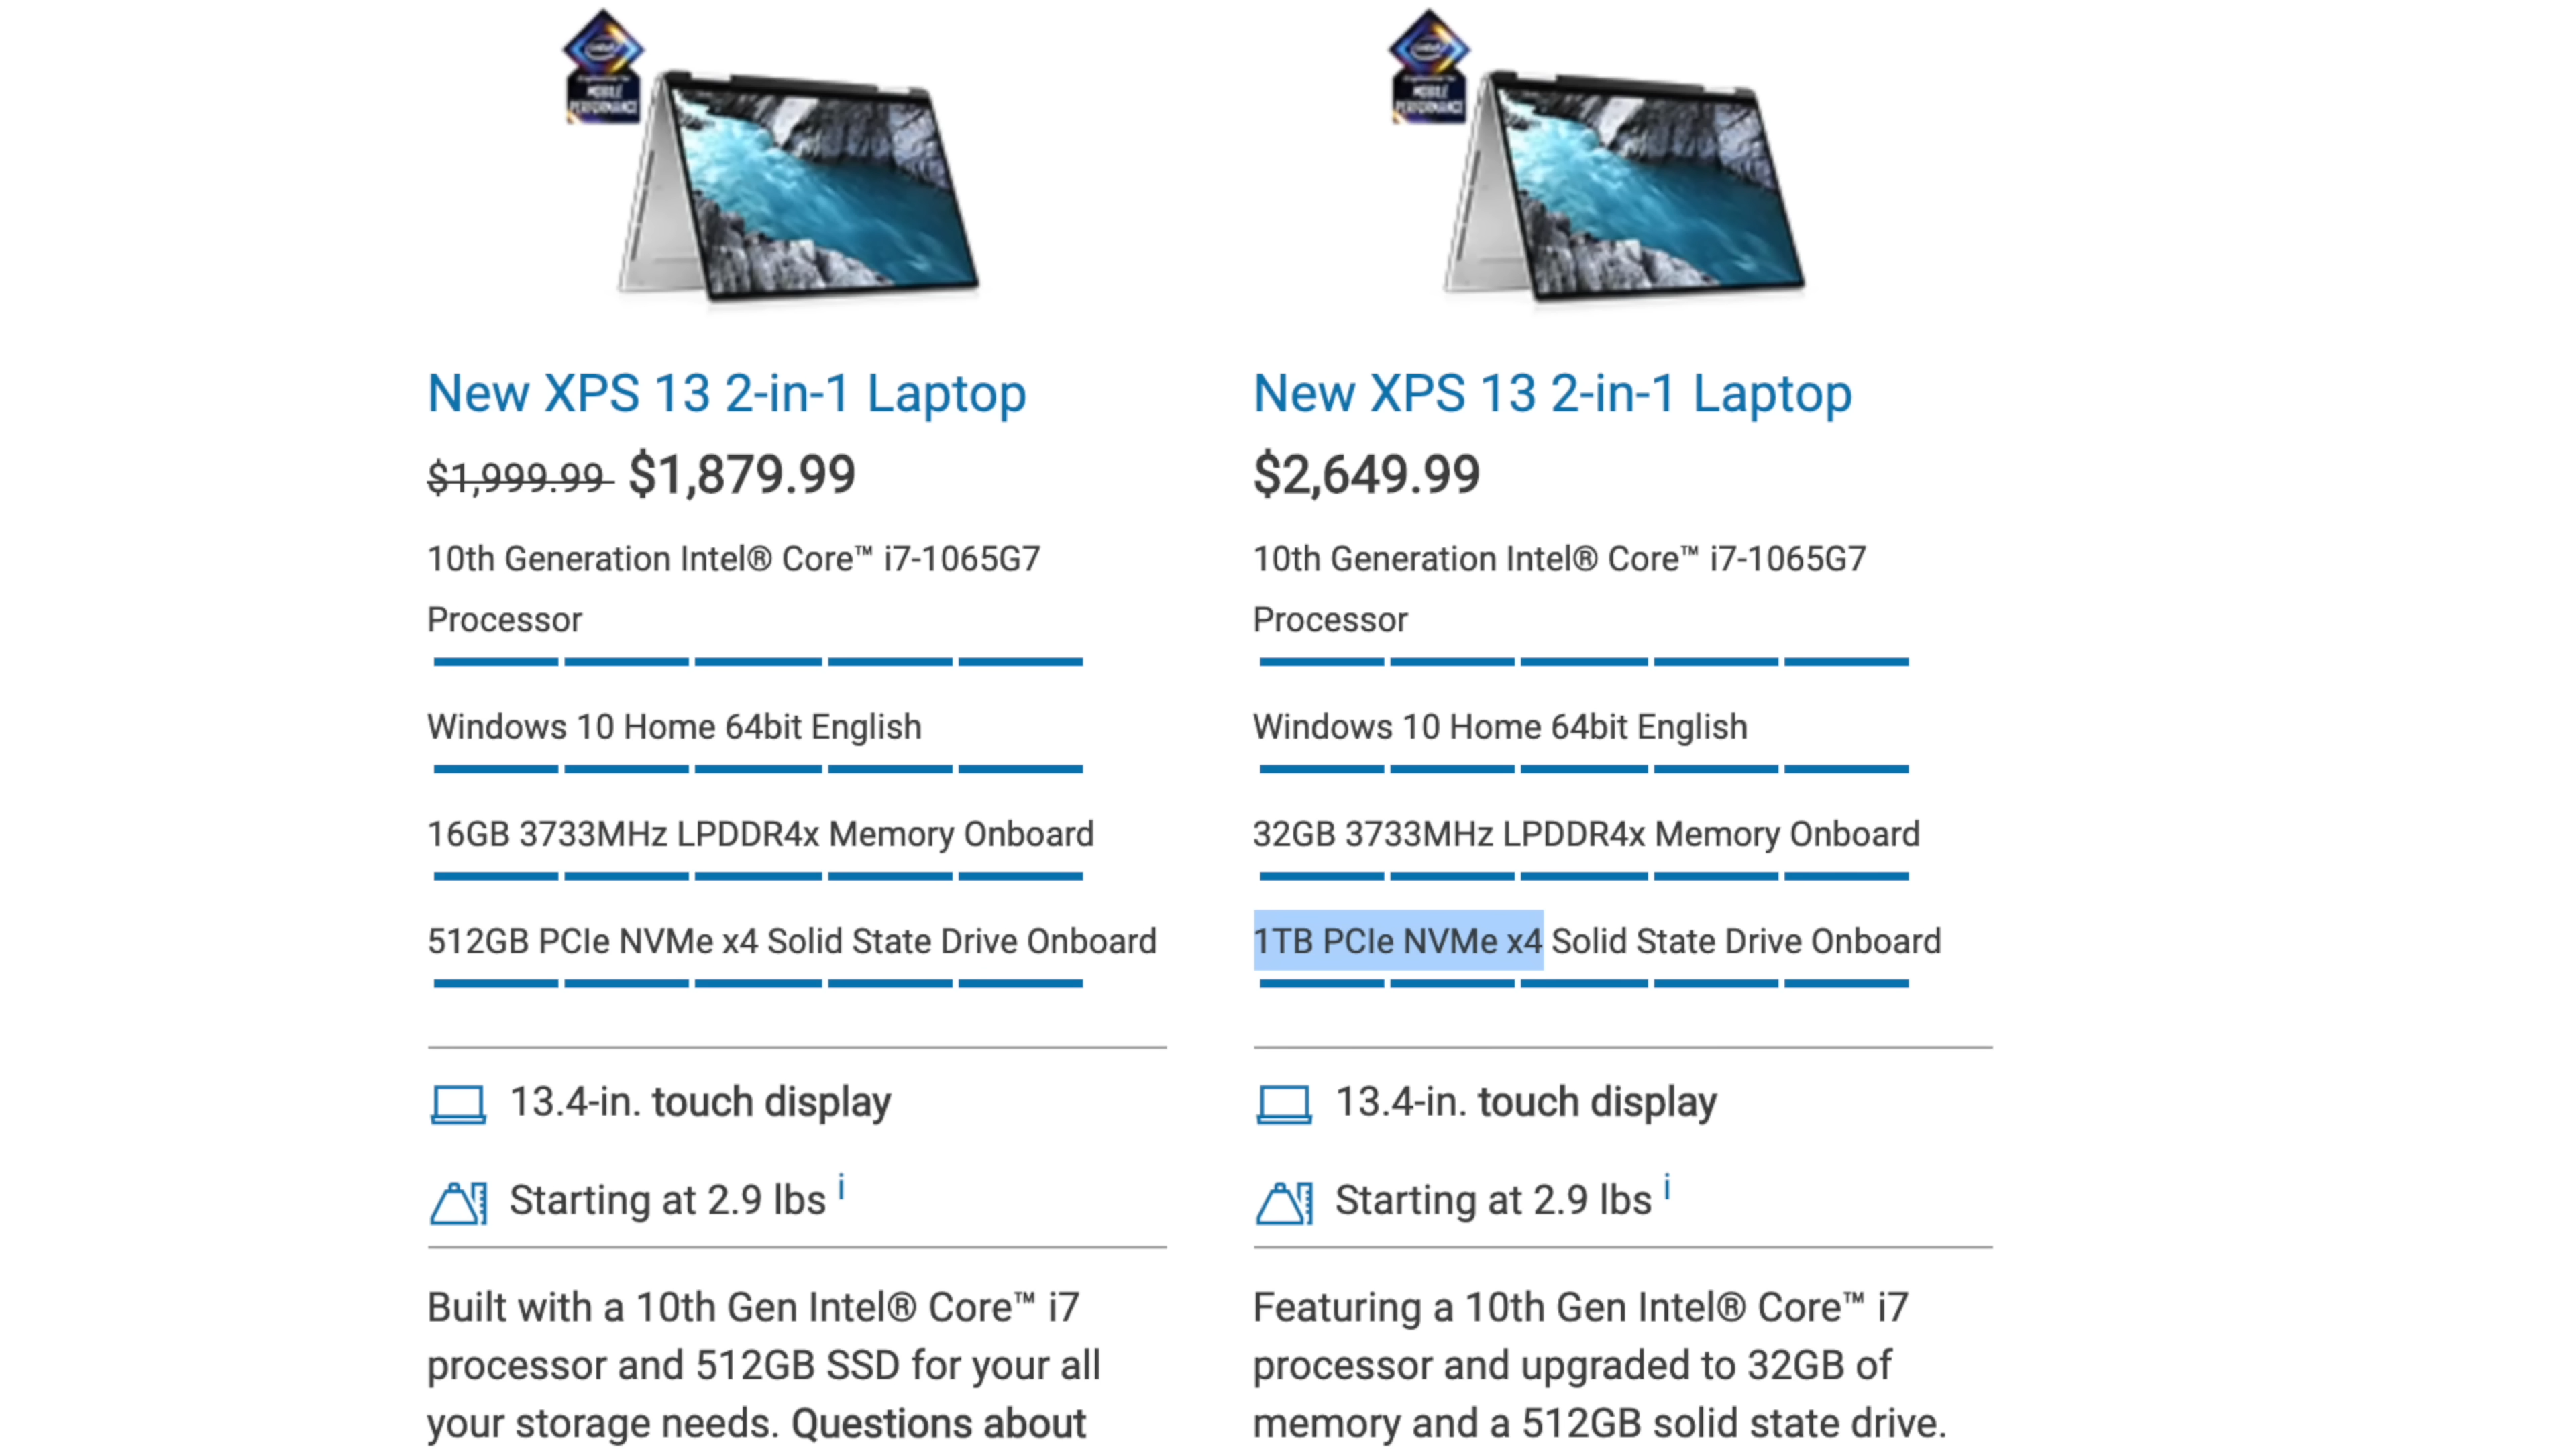 intel
MOBILE
PERFORMANCE
New XPS 13 2-in-1 Laptop
$1,999.99 $1,879.99
10th Generation Intel® Core™ i7-1065G7
Processor
Windows 10 Home 64bit English
16GB 3733MHz LPDDR4x Memory Onboard
512GB PCIe NVMe x4 Solid State Drive Onboard
13.4-in. touch display
Starting at 2.9 lbs i
Built with a 10th Gen Intel® Core™ i7
processor and 512GB SSD for your all
your storage needs. Questions about
intel
MOBILE
PERFORMANCE
New XPS 13 2-in-1 Laptop
$2,649.99
10th Generation Intel® Core™ i7-1065G7
Processor
Windows 10 Home 64bit English
32GB 3733MHz LPDDR4x Memory Onboard
1TB PCIe NVMe x4 Solid State Drive Onboard
13.4-in. touch display
Starting at 2.9 lbs i
Featuring a 10th Gen Intel® Core™ i7
processor and upgraded to 32GB of
memory and a 512GB solid state drive.